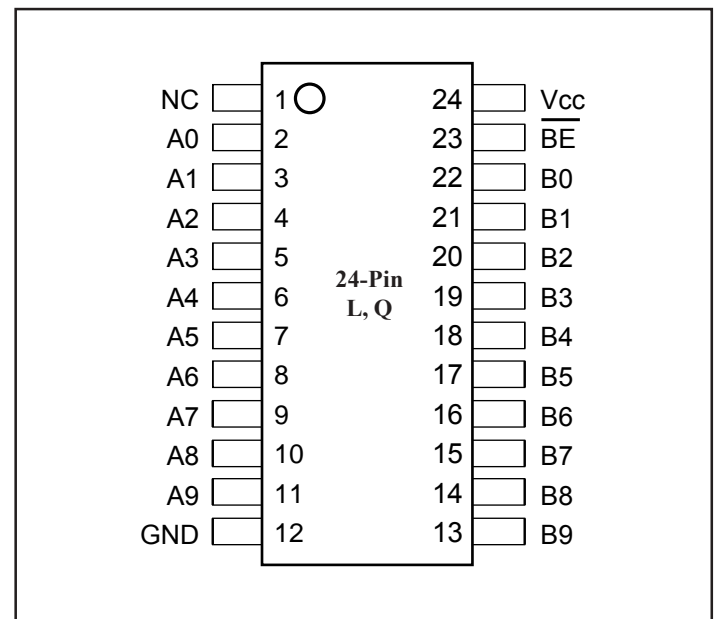 NC 1 24 Vcc
A0 2 23 B̅E̅
A1 3 22 B0
A2 4 21 B1
A3 5 20 B2
A4 6 24-Pin 19 B3
L, Q
A5 7 18 B4
A6 8 17 B5
A7 9 16 B6
A8 10 15 B7
A9 11 14 B8
GND 12 13 B9